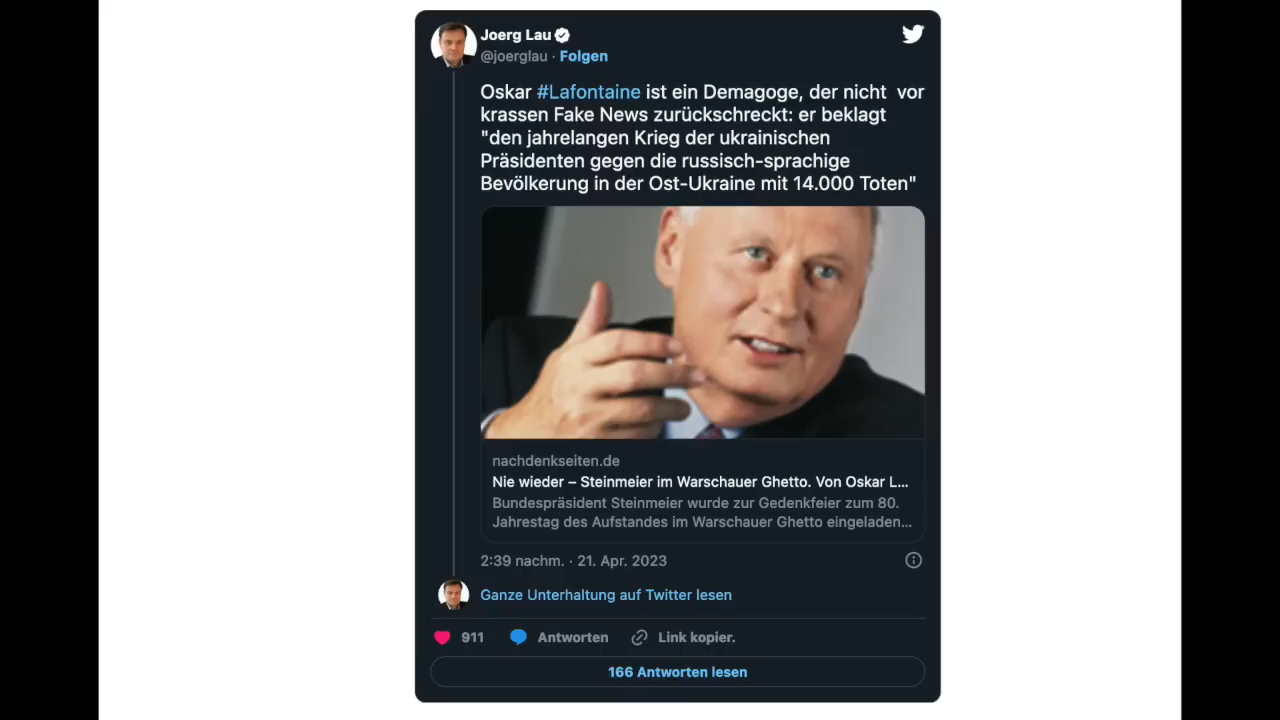 Joerg Lau
@joerglau · Folgen
Oskar #Lafontaine ist ein Demagoge, der nicht  vor
krassen Fake News zurückschreckt: er beklagt
"den jahrelangen Krieg der ukrainischen
Präsidenten gegen die russisch-sprachige
Bevölkerung in der Ost-Ukraine mit 14.000 Toten"
nachdenkseiten.de
Nie wieder – Steinmeier im Warschauer Ghetto. Von Oskar L...
Bundespräsident Steinmeier wurde zur Gedenkfeier zum 80.
Jahrestag des Aufstandes im Warschauer Ghetto eingeladen...
2:39 nachm. · 21. Apr. 2023
Ganze Unterhaltung auf Twitter lesen
911 Antworten Link kopier.
166 Antworten lesen